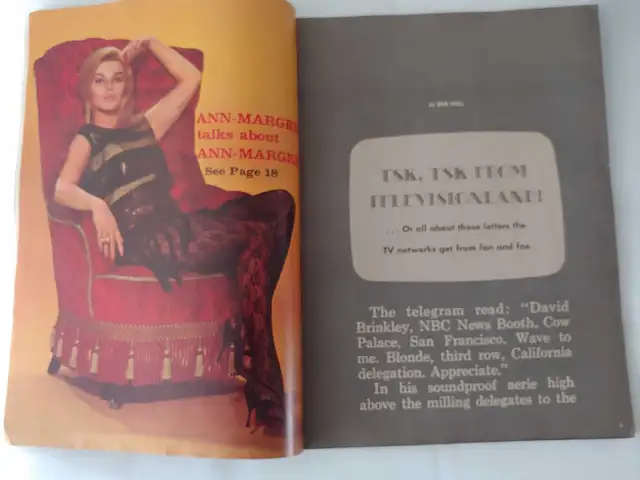 ANN-MARGRE
talks about
ANN-MARGRE
See Page 18
TSK, TSK FROM
TELEVISIONLAND!
. . . Or all about those letters the
TV networks get from fan and foe.
The telegram read: "David
Brinkley, NBC News Booth, Cow
Palace, San Francisco. Wave to
me. Blonde, third row, California
delegation. Appreciate."
In his soundproof aerie high
above the milling delegates to the